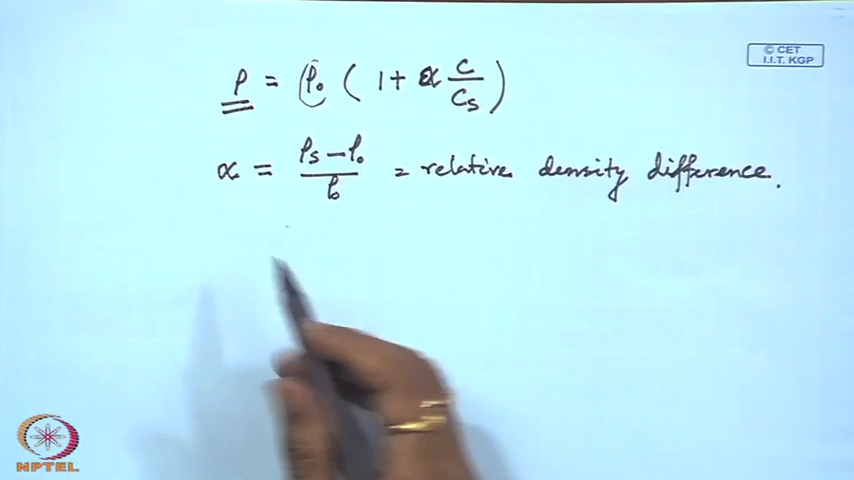 © CET
I.I.T. KGP
ρ = ρ₀ ( 1 + α C/Cs )
α = ρs − ρ₀ / ρ₀ = relative density difference.
NPTEL